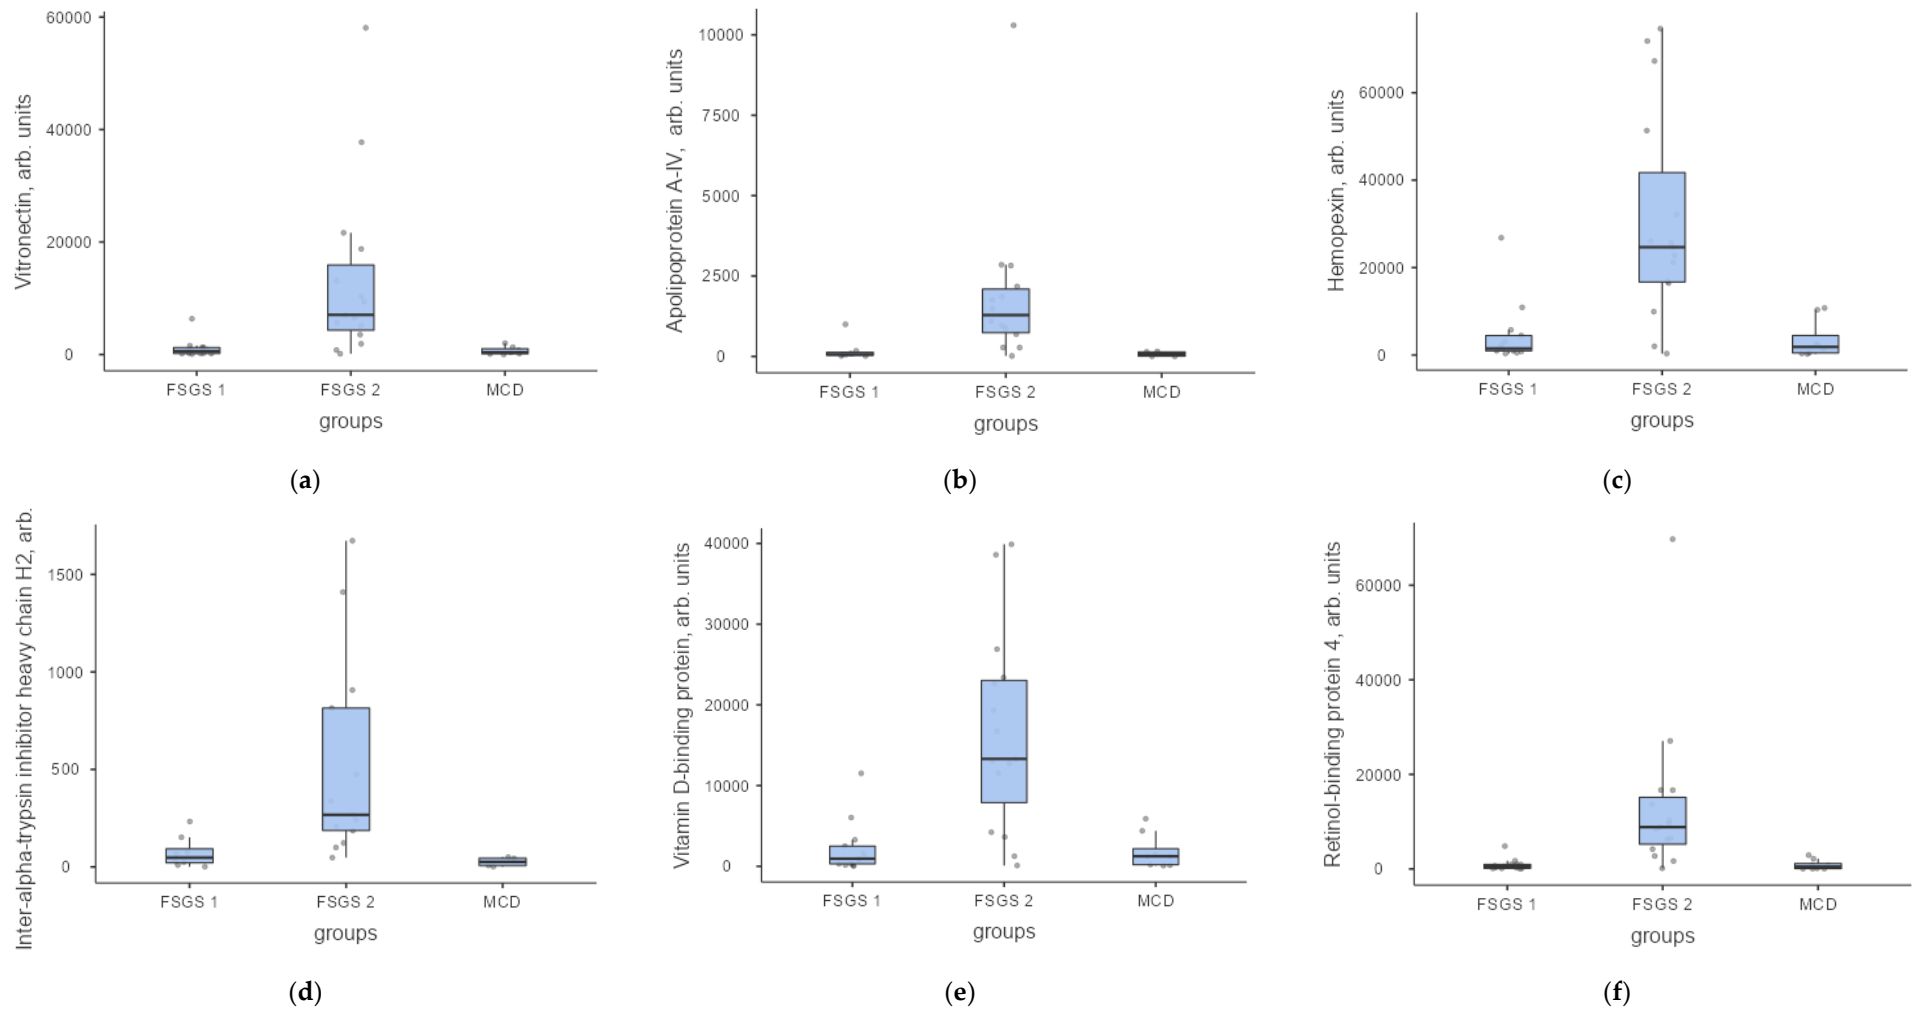 Vitronectin, arb. units
60000
40000
20000
0
FSGS 1 FSGS 2 MCD
groups
(a)
Apolipoprotein A-IV, arb. units
10000
7500
5000
2500
0
FSGS 1 FSGS 2 MCD
groups
(b)
Hemopexin, arb. units
60000
40000
20000
0
FSGS 1 FSGS 2 MCD
groups
(c)
Inter-alpha-trypsin inhibitor heavy chain H2, arb.
1500
1000
500
0
FSGS 1 FSGS 2 MCD
groups
(d)
Vitamin D-binding protein, arb. units
40000
30000
20000
10000
0
FSGS 1 FSGS 2 MCD
groups
(e)
Retinol-binding protein 4, arb. units
60000
40000
20000
0
FSGS 1 FSGS 2 MCD
groups
(f)